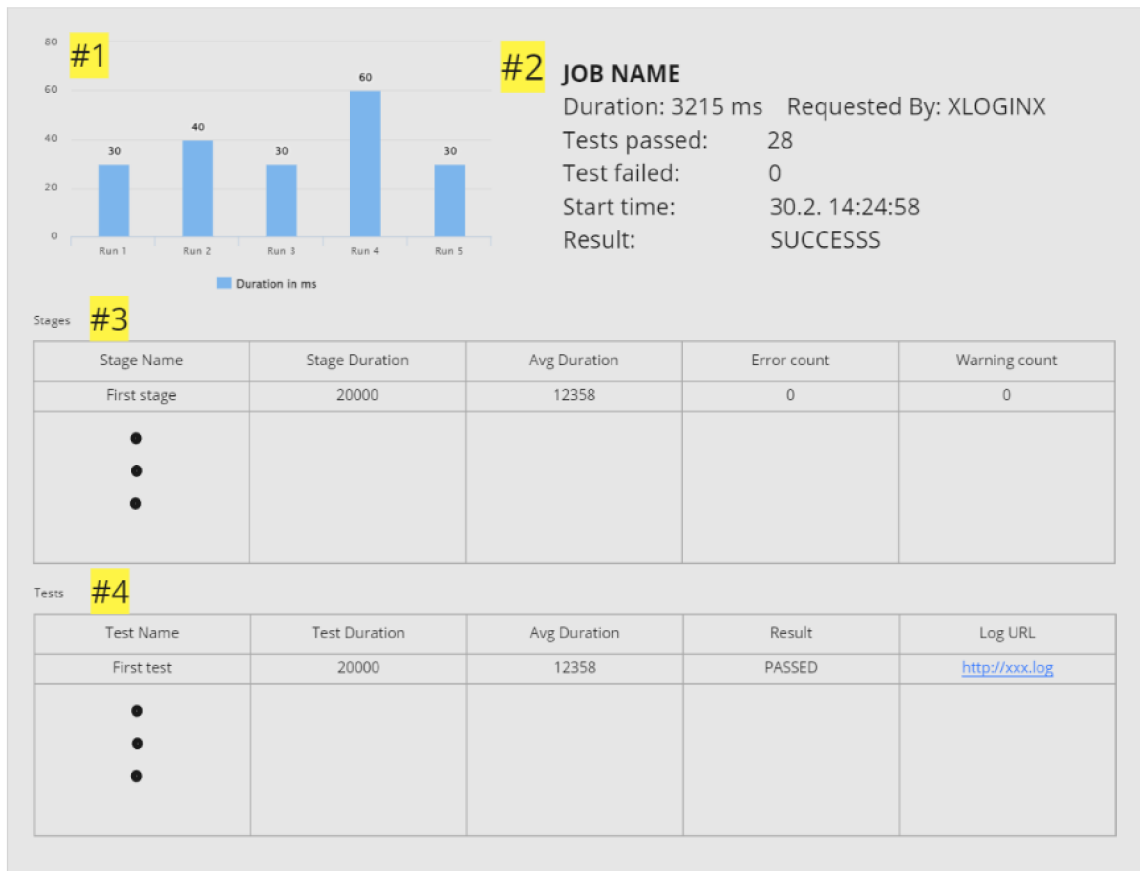 80
#1
60
40
20
0
30
40
30
60
30
Run 1 Run 2 Run 3 Run 4 Run 5
Duration in ms
#2
JOB NAME
Duration: 3215 ms Requested By: XLOGINX
Tests passed: 28
Test failed: 0
Start time: 30.2. 14:24:58
Result: SUCCESSS
Stages #3
Stage Name Stage Duration Avg Duration Error count Warning count
First stage 20000 12358 0 0
Tests #4
Test Name Test Duration Avg Duration Result Log URL
First test 20000 12358 PASSED http://xxx.log